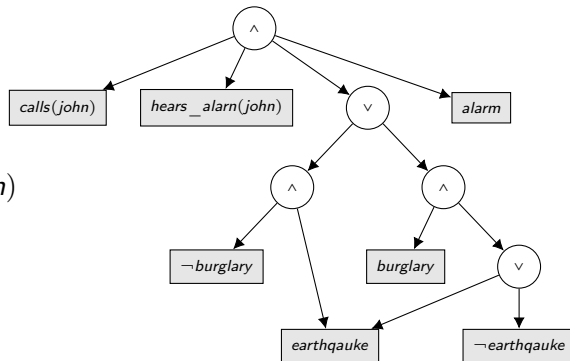 ∧
calls(john) hears_alarn(john) alarm
∨
n)
∧ ∧
¬burglary burglary ∨
earthqauke ¬earthqauke